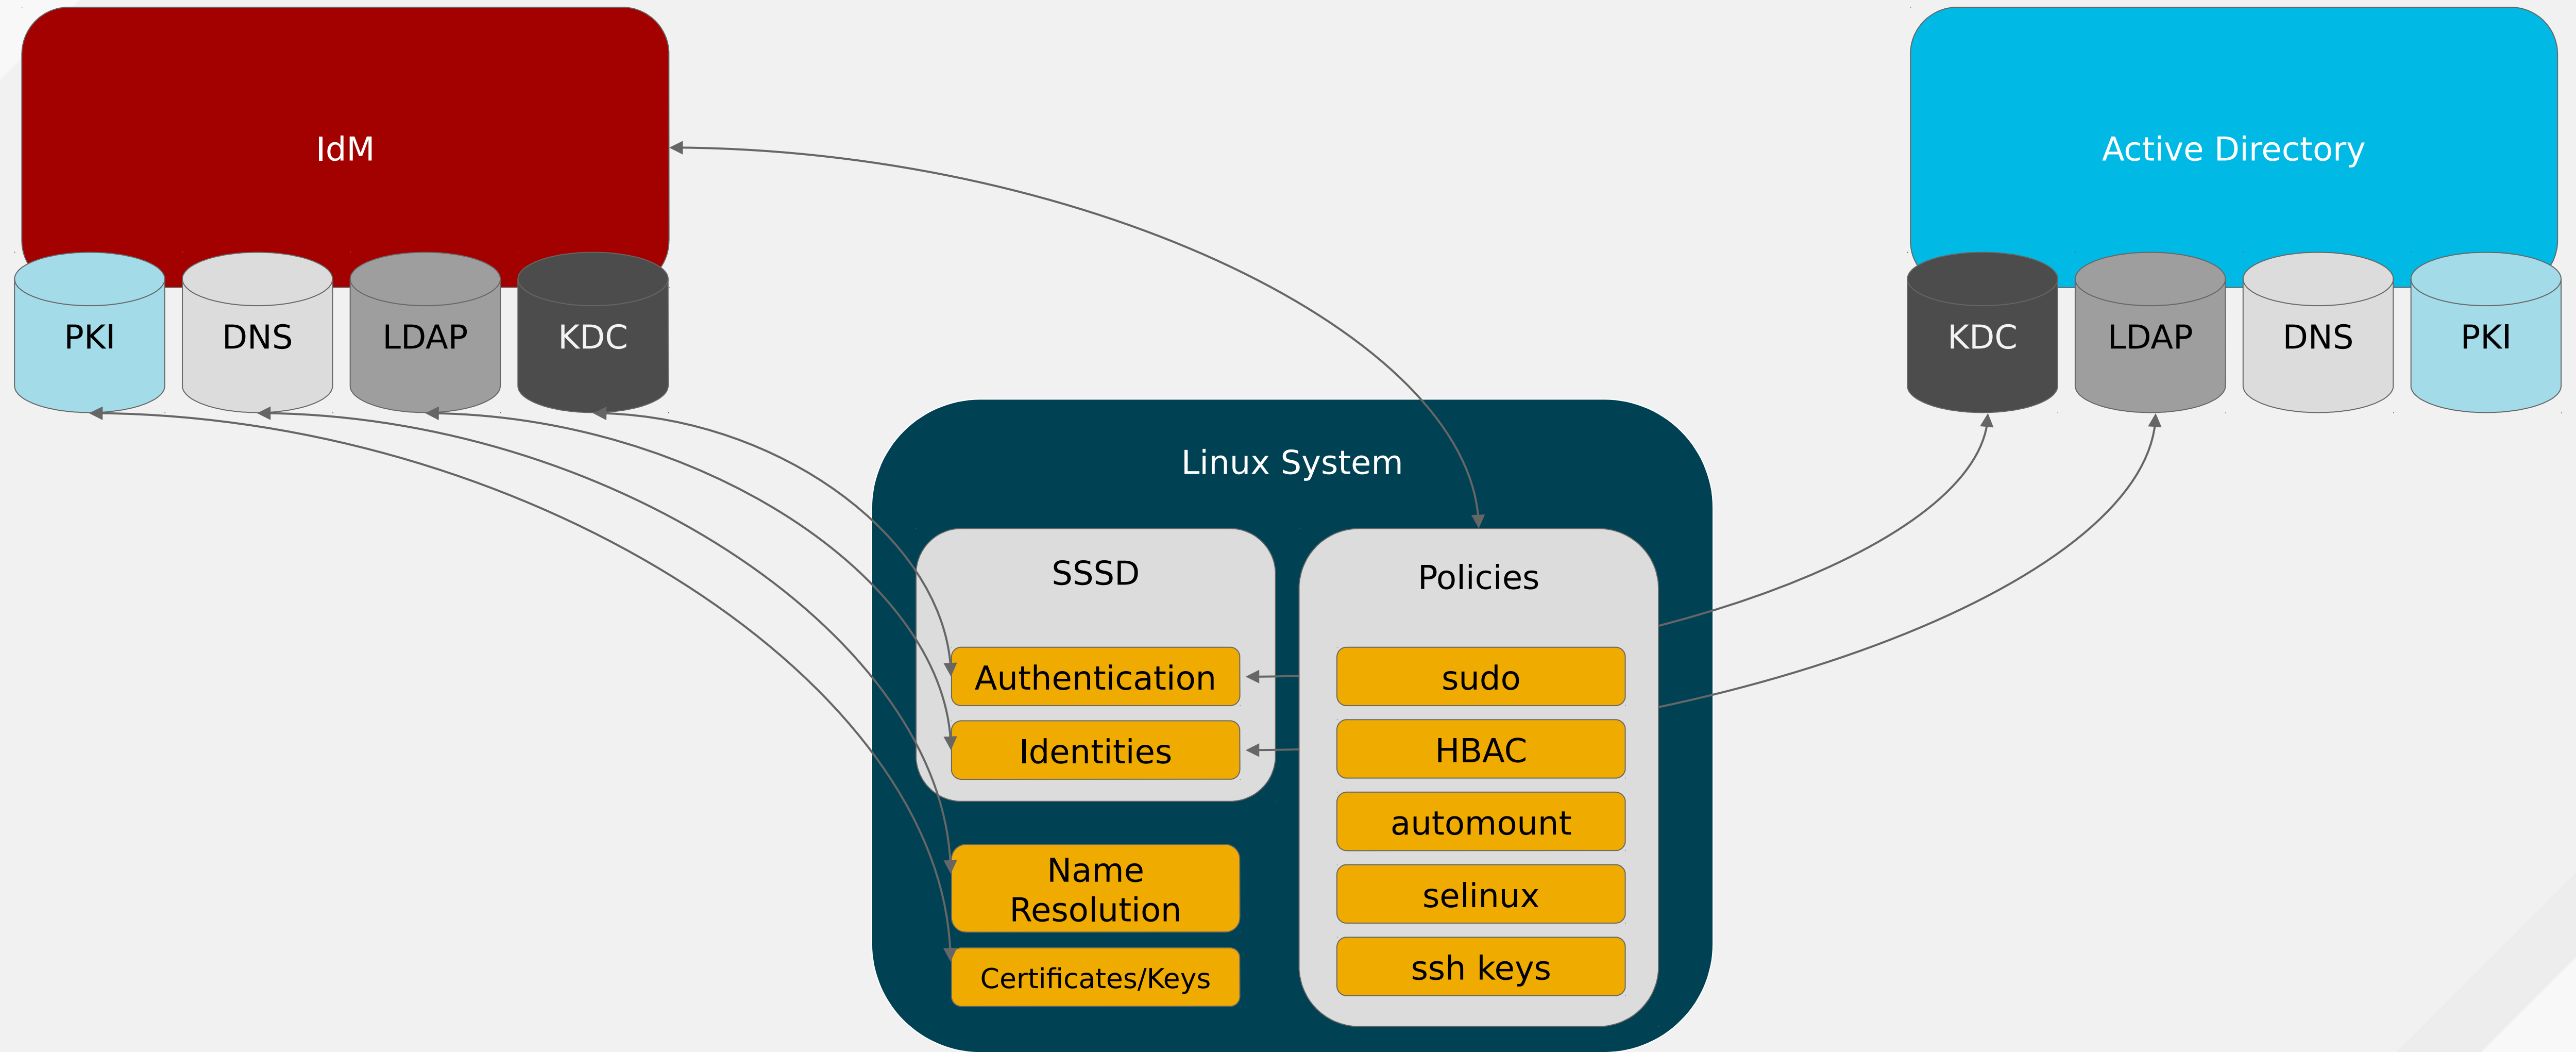 IdM
Active Directory
PKI
DNS
LDAP
KDC
KDC
LDAP
DNS
PKI
Linux System
SSSD
Authentication
Identities
Name
Resolution
Certificates/Keys
Policies
sudo
HBAC
automount
selinux
ssh keys